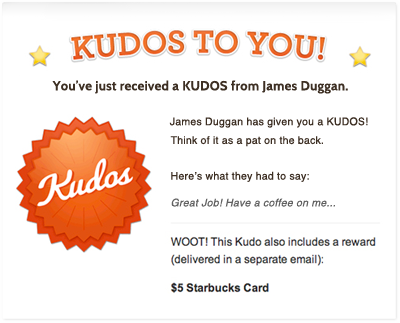 KUDOS TO YOU!
You've just received a KUDOS from James Duggan.
Kudos
James Duggan has given you a KUDOS!
Think of it as a pat on the back.
Here's what they had to say:
Great Job! Have a coffee on me...
WOOT! This Kudo also includes a reward
(delivered in a separate email):
$5 Starbucks Card